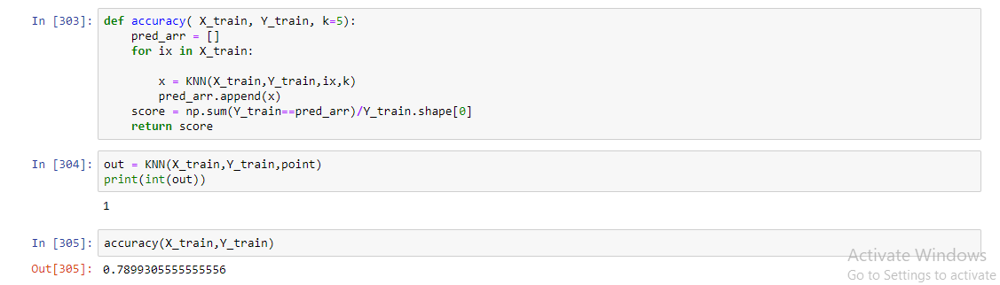 In [303]: def accuracy( X_train, Y_train, k=5):
    pred_arr = []
    for ix in X_train:

        x = KNN(X_train,Y_train,ix,k)
        pred_arr.append(x)
    score = np.sum(Y_train==pred_arr)/Y_train.shape[0]
    return score
In [304]: out = KNN(X_train,Y_train,point)
print(int(out))
1
In [305]: accuracy(X_train,Y_train)
Out[305]: 0.7899305555555556
Activate Windows
Go to Settings to activate